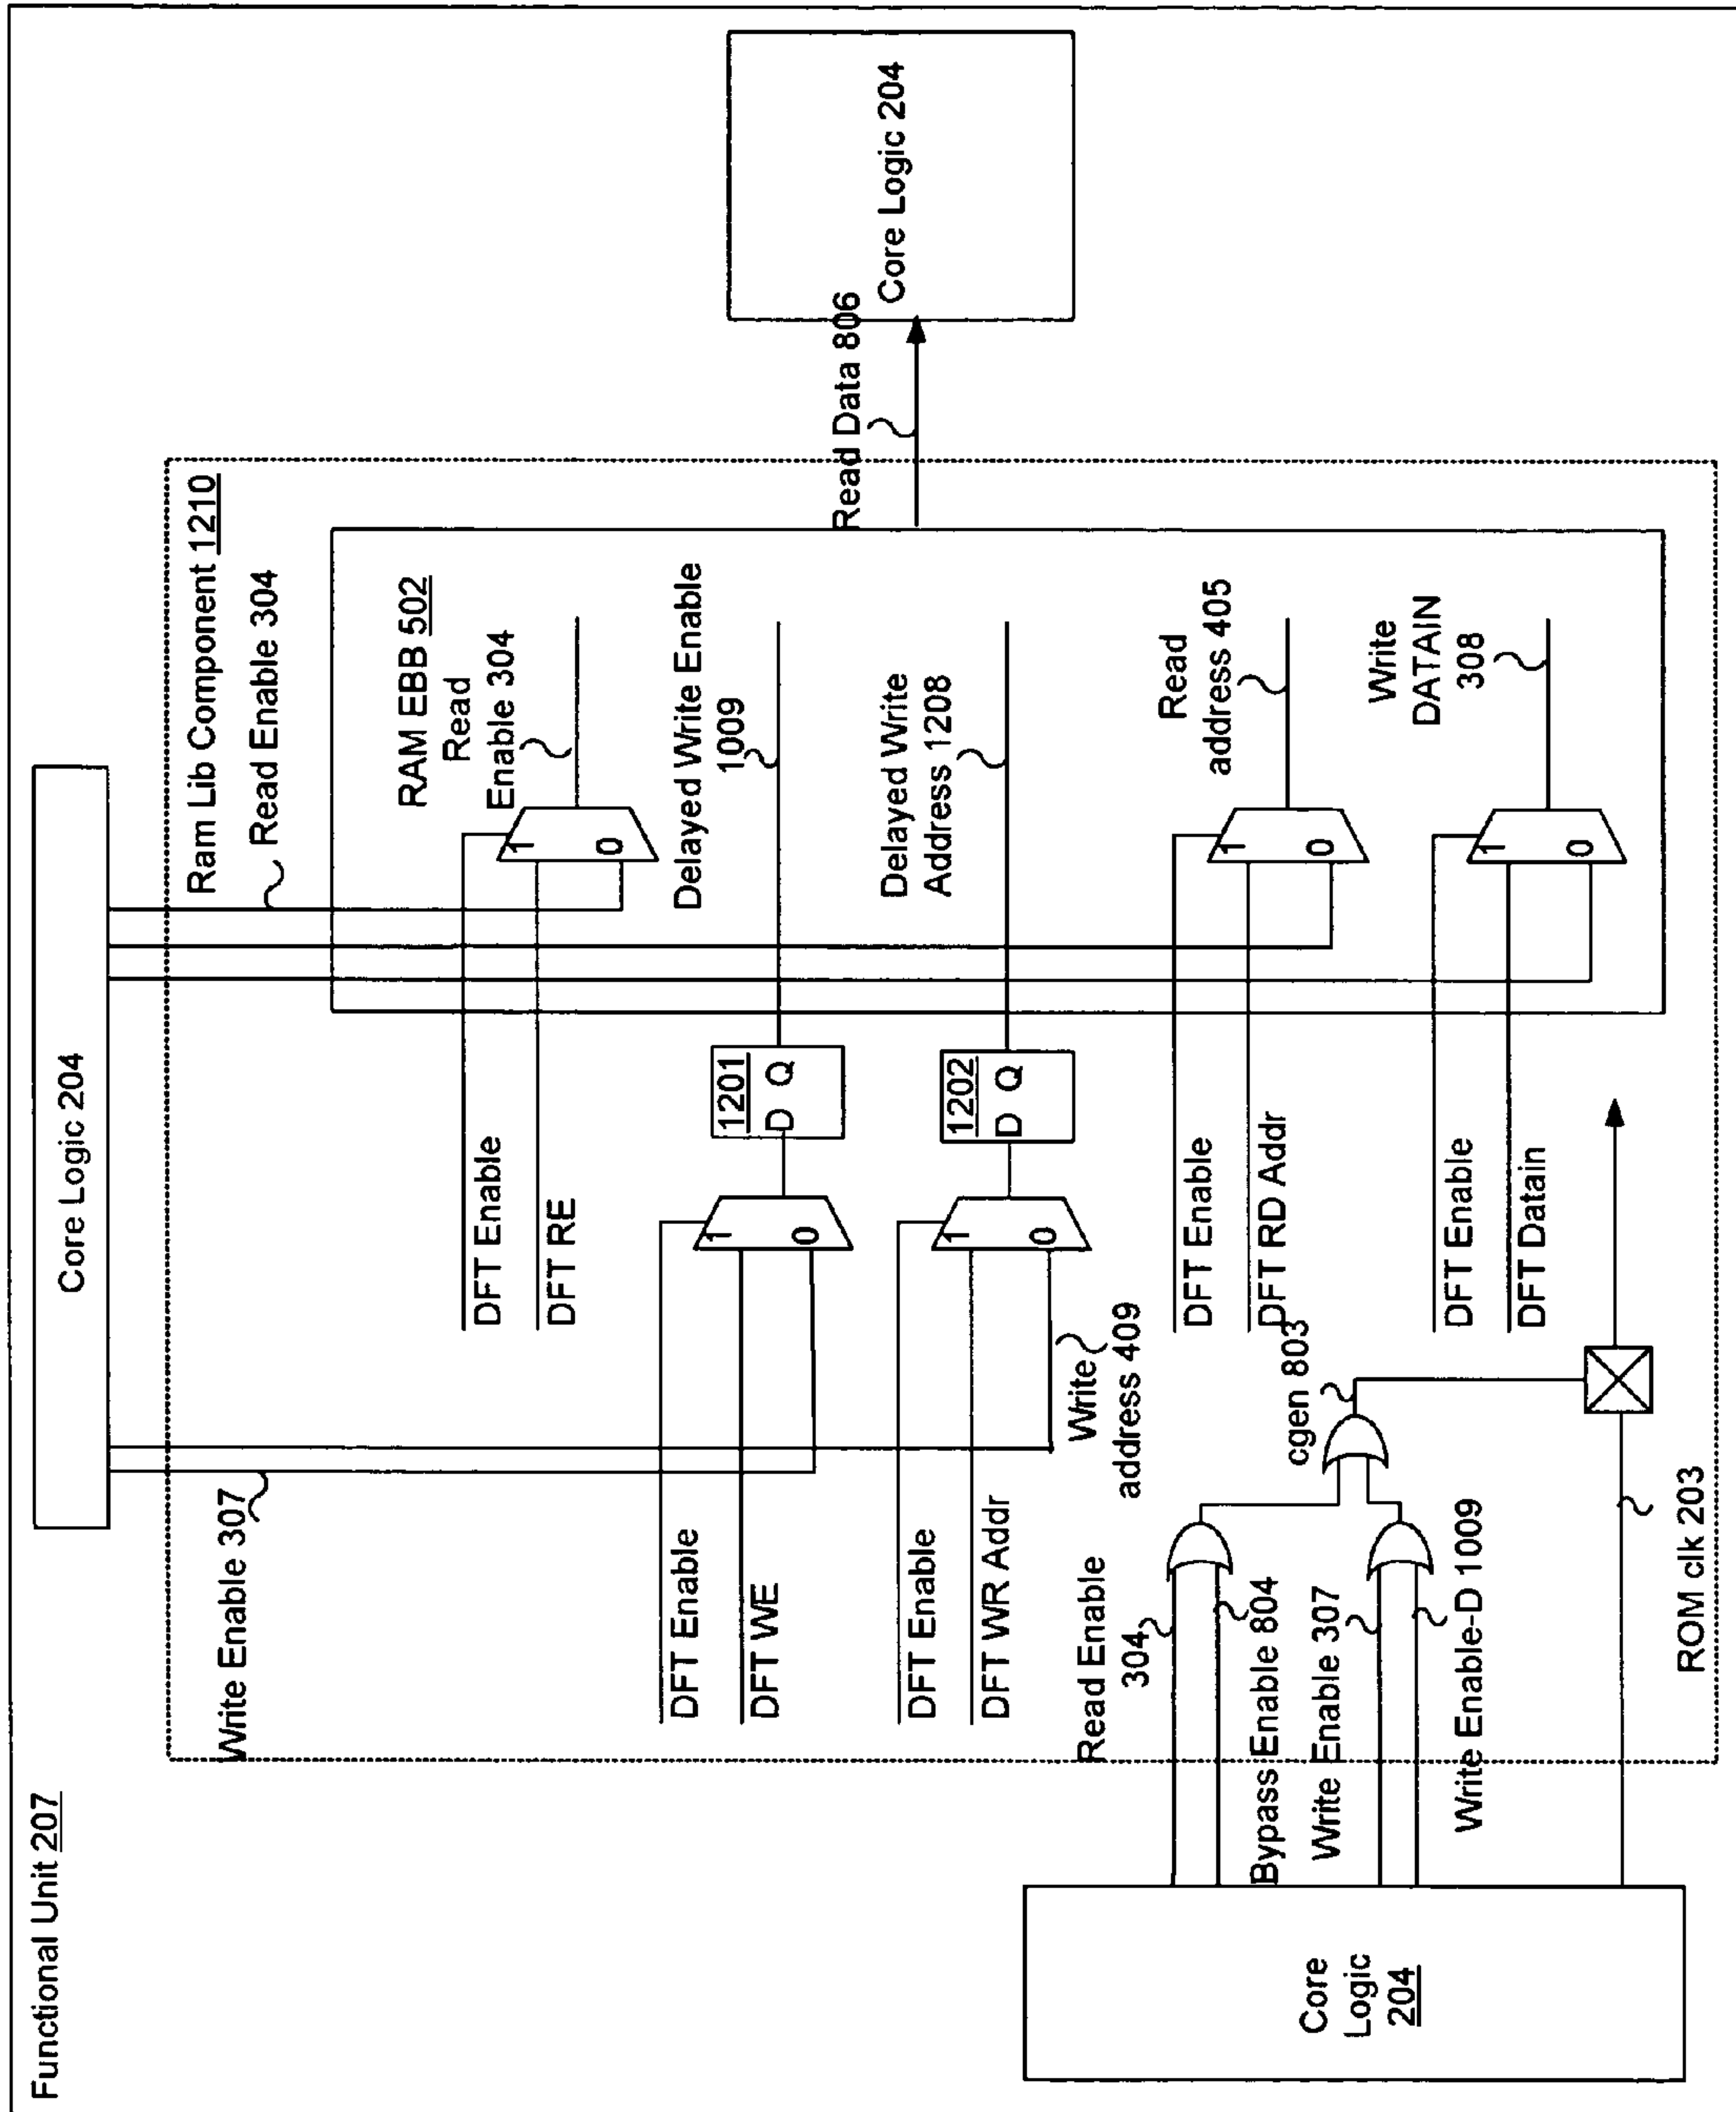 Functional Unit 207
Core Logic 204
Write Enable 307
Ram Lib Component 1210
Read Enable 304
RAM EBB 502
Read
Enable 304
DFT Enable
DFT RE
1
0
Delayed Write Enable
1009
DFT Enable
DFT WE
1
0
1201
D Q
Delayed Write
Address 1208
DFT Enable
DFT WR Addr
1
0
1202
D Q
Write
address 409
Read Data 806
Core Logic 204
Read
address 405
DFT Enable
DFT RD Addr
1
0
Write
DATAIN
308
DFT Enable
DFT Datain
1
0
Core
Logic
204
Read Enable
304
Bypass Enable 804
Write Enable 307
Write Enable-D 1009
cgen 803
ROM clk 203